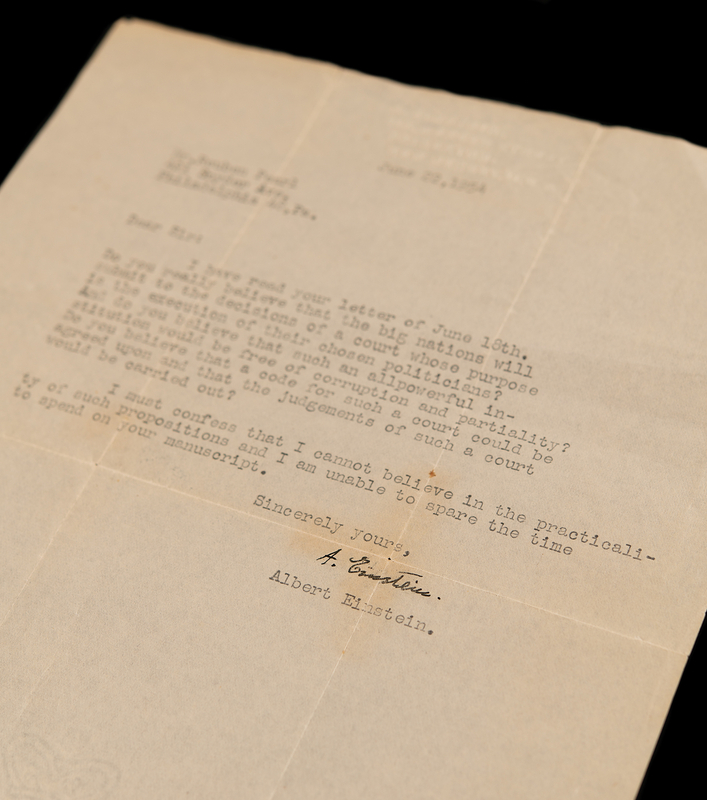 June 22, 1954
Philadelphia 41, Pa.
Dear Sir:
I have read your letter of June 18th.
Do you really believe that the big nations will
submit to the decisions of a court whose purpose
is the execution of their chosen politicians?
And do you believe that such an allpowerful in-
stitution would be free of corruption and partiality?
Do you believe that a code for such a court could be
agreed upon and that the judgements of such a court
would be carried out?
I must confess that I cannot believe in the practicali-
ty of such propositions and I am unable to spare the time
to spend on your manuscript.
Sincerely yours,
A. Einstein.
Albert Einstein.